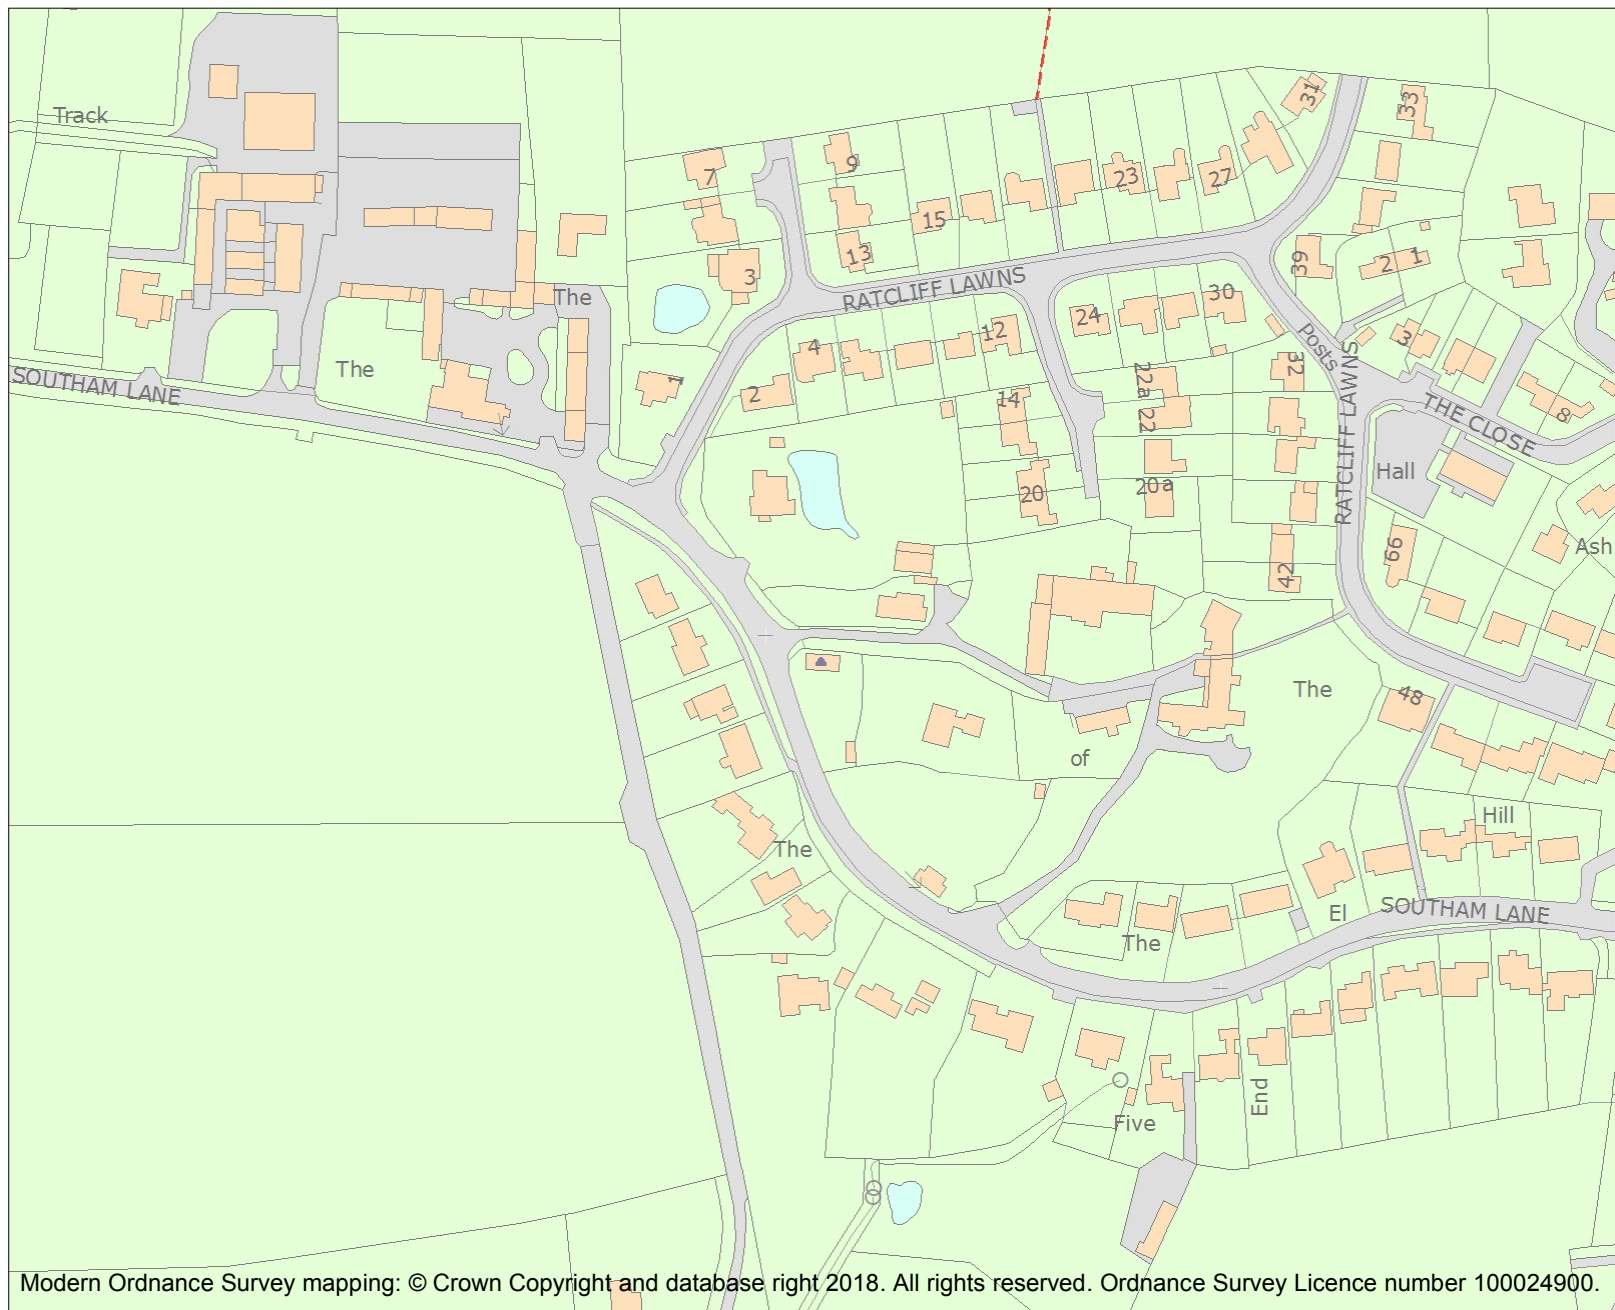 Track
31
33
7
9
23
27
15
13
3
39
2 1
The
RATCLIFF LAWNS
30
24
12
4
Posts
3
The
SOUTHAM LANE
1
2
32
RATCLIFF LAWNS
22a
22
14
THE CLOSE
8
Hall
20
20a
66
Ash
42
The
48
of
Hill
The
El
SOUTHAM LANE
The
End
Five
Modern Ordnance Survey mapping: © Crown Copyright and database right 2018. All rights reserved. Ordnance Survey Licence number 100024900.